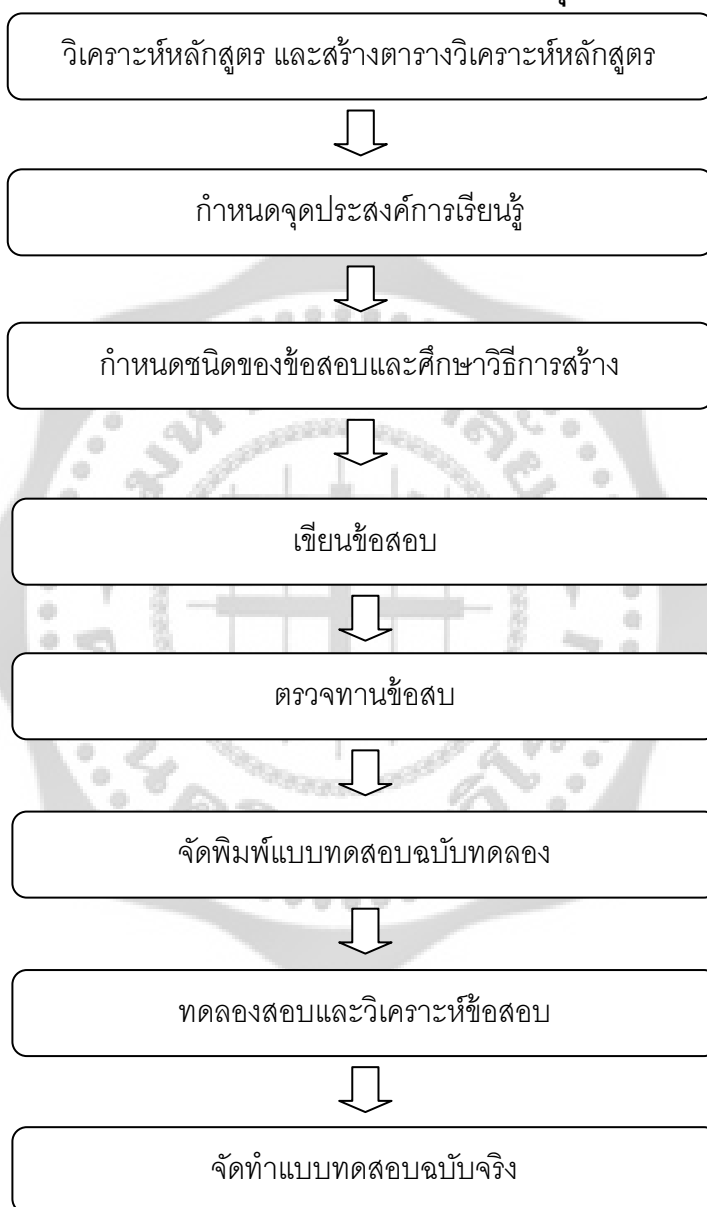 วิเคราะห์หลักสูตร และสร้างตารางวิเคราะห์หลักสูตร
กำหนดจุดประสงค์การเรียนรู้
กำหนดชนิดของข้อสอบและศึกษาวิธีการสร้าง
เขียนข้อสอบ
ตรวจทานข้อสบ
จัดพิมพ์แบบทดสอบฉบับทดลอง
ทดลองสอบและวิเคราะห์ข้อสอบ
จัดทำแบบทดสอบฉบับจริง